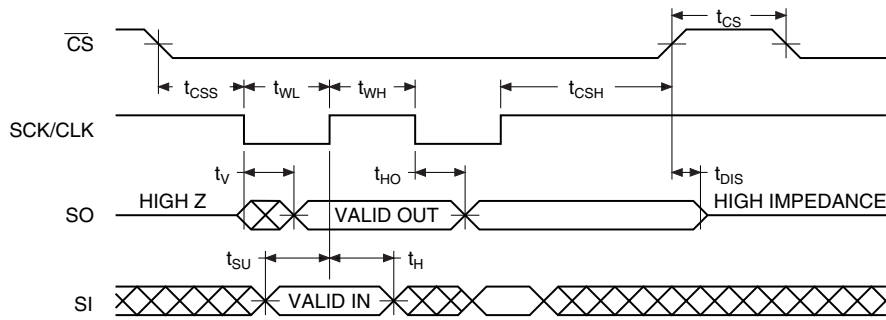 t_CS
C̅S̅
t_CSS t_WL t_WH t_CSH
SCK/CLK
t_V t_HO t_DIS
HIGH Z HIGH IMPEDANCE
SO VALID OUT
t_SU t_H
SI VALID IN